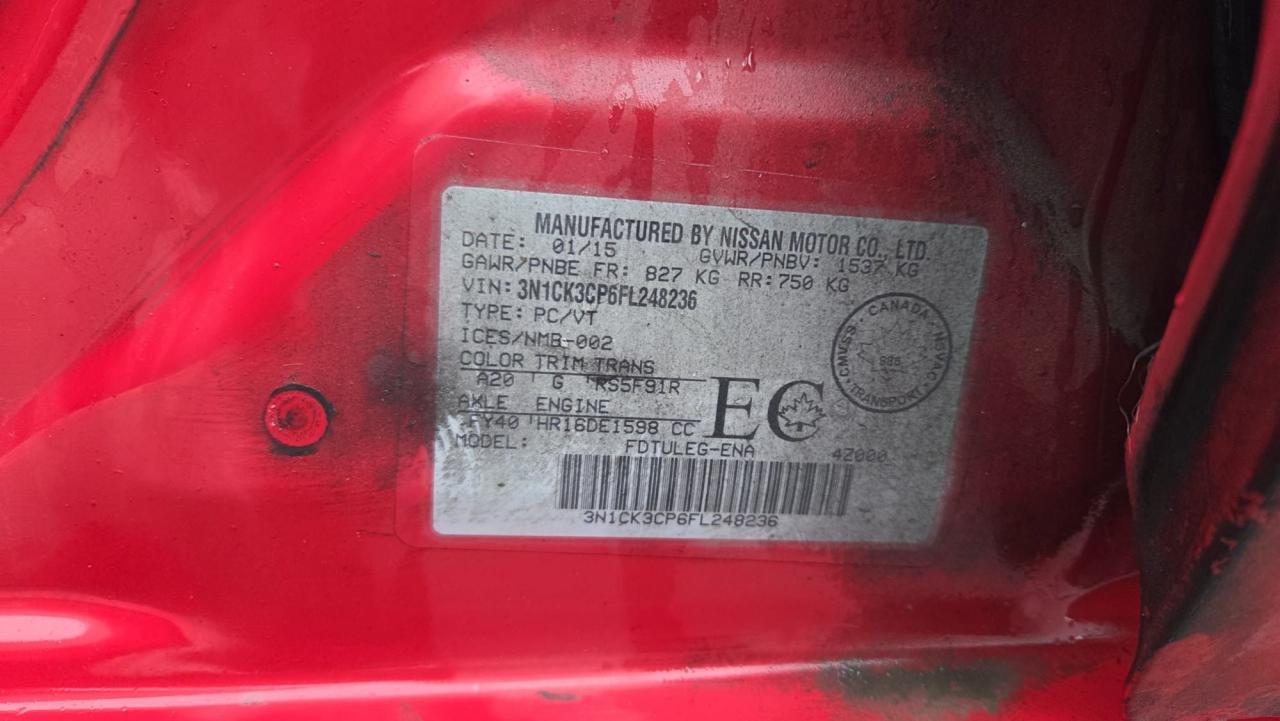 MANUFACTURED BY NISSAN MOTOR CO., LTD.
DATE: 01/15 GVWR/PNBV: 1537 KG
GAWR/PNBE FR: 827 KG RR: 750 KG
VIN: 3N1CK3CP6FL248236
TYPE: PC/VT
ICES/NMB-002
COLOR TRIM TRANS
A20 G RS5F91R
AXLE ENGINE
FY40 HR16DE1598 CC
MODEL: FDTULEG-ENA 4Z000
EC
CANADA
CMVSS · NSVAC
TRANSPORT
3N1CK3CP6FL248236